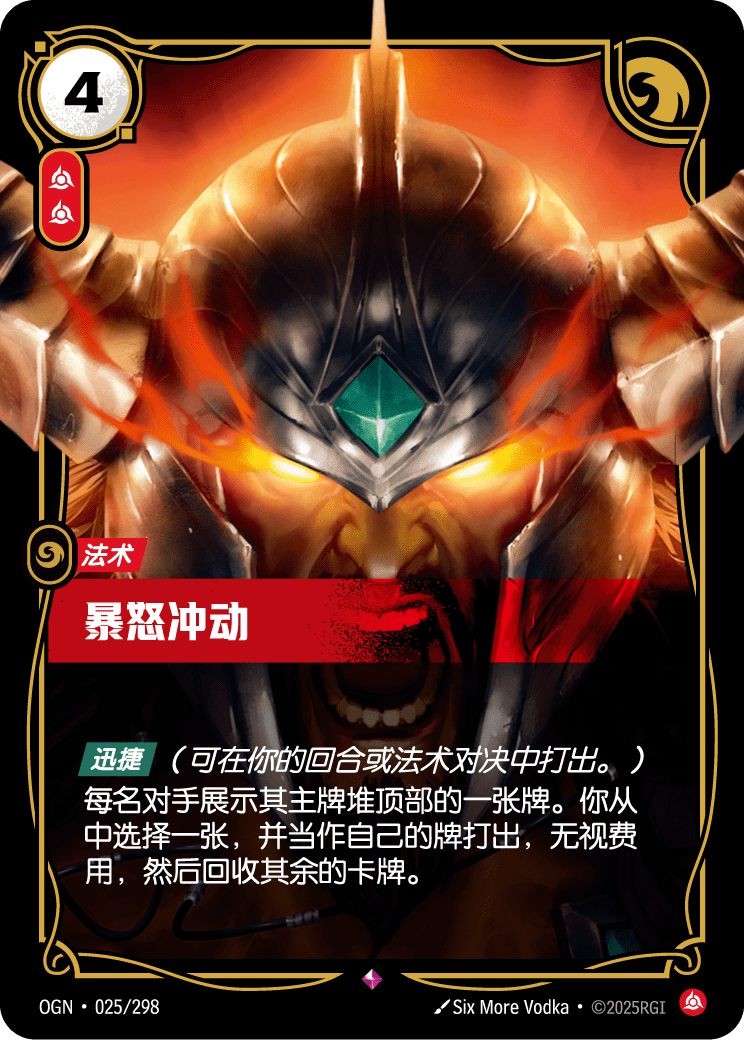 4
法术
暴怒冲动
迅捷（可在你的回合或法术对决中打出。）
每名对手展示其主牌堆顶部的一张牌。你从
中选择一张，并当作自己的牌打出，无视费
用，然后回收其余的卡牌。
OGN • 025/298
Six More Vodka • ©2025RGI